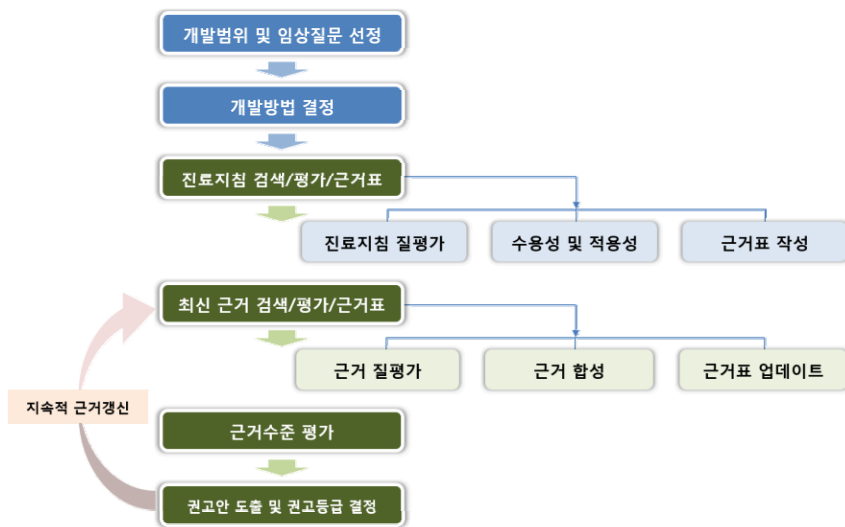 개발범위 및 임상질문 선정
개발방법 결정
진료지침 검색/평가/근거표
진료지침 질평가
수용성 및 적용성
근거표 작성
최신 근거 검색/평가/근거표
근거 질평가
근거 합성
근거표 업데이트
지속적 근거갱신
근거수준 평가
권고안 도출 및 권고등급 결정